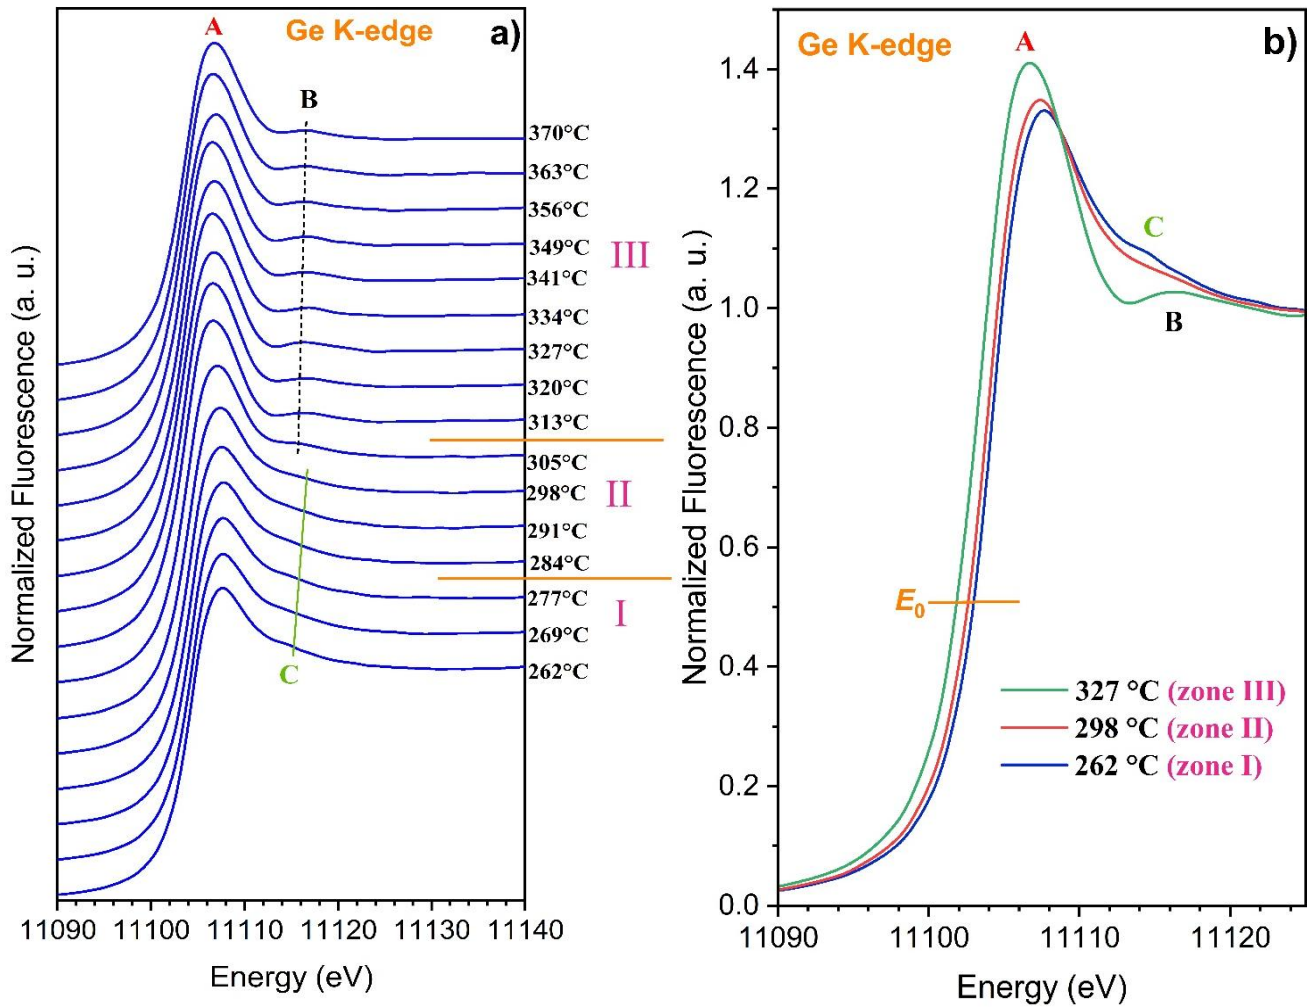 A
Ge K-edge
a)
B
370°C
363°C
356°C
349°C
III
341°C
334°C
327°C
320°C
313°C
305°C
298°C
II
291°C
284°C
277°C
I
269°C
262°C
C
Normalized Fluorescence (a. u.)
11090 11100 11110 11120 11130 11140
Energy (eV)
Ge K-edge
A
b)
1.4
1.2
C
1.0
B
0.8
0.6
E0
0.4
327 °C (zone III)
298 °C (zone II)
262 °C (zone I)
0.2
0.0
Normalized Fluorescence (a. u.)
11090 11100 11110 11120
Energy (eV)